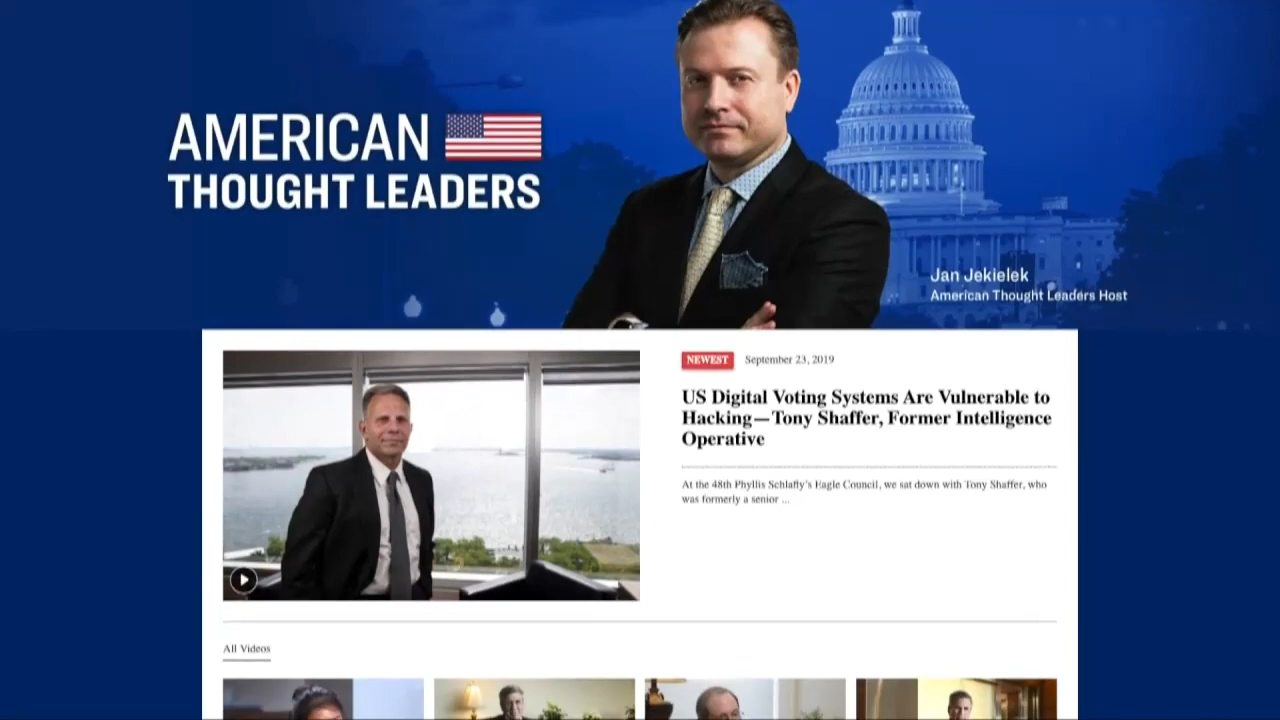 AMERICAN
THOUGHT LEADERS
Jan Jekielek
American Thought Leaders Host
NEWEST September 23, 2019
US Digital Voting Systems Are Vulnerable to
Hacking—Tony Shaffer, Former Intelligence
Operative
At the 48th Phyllis Schlafly's Eagle Council, we sat down with Tony Shaffer, who
was formerly a senior ...
All Videos